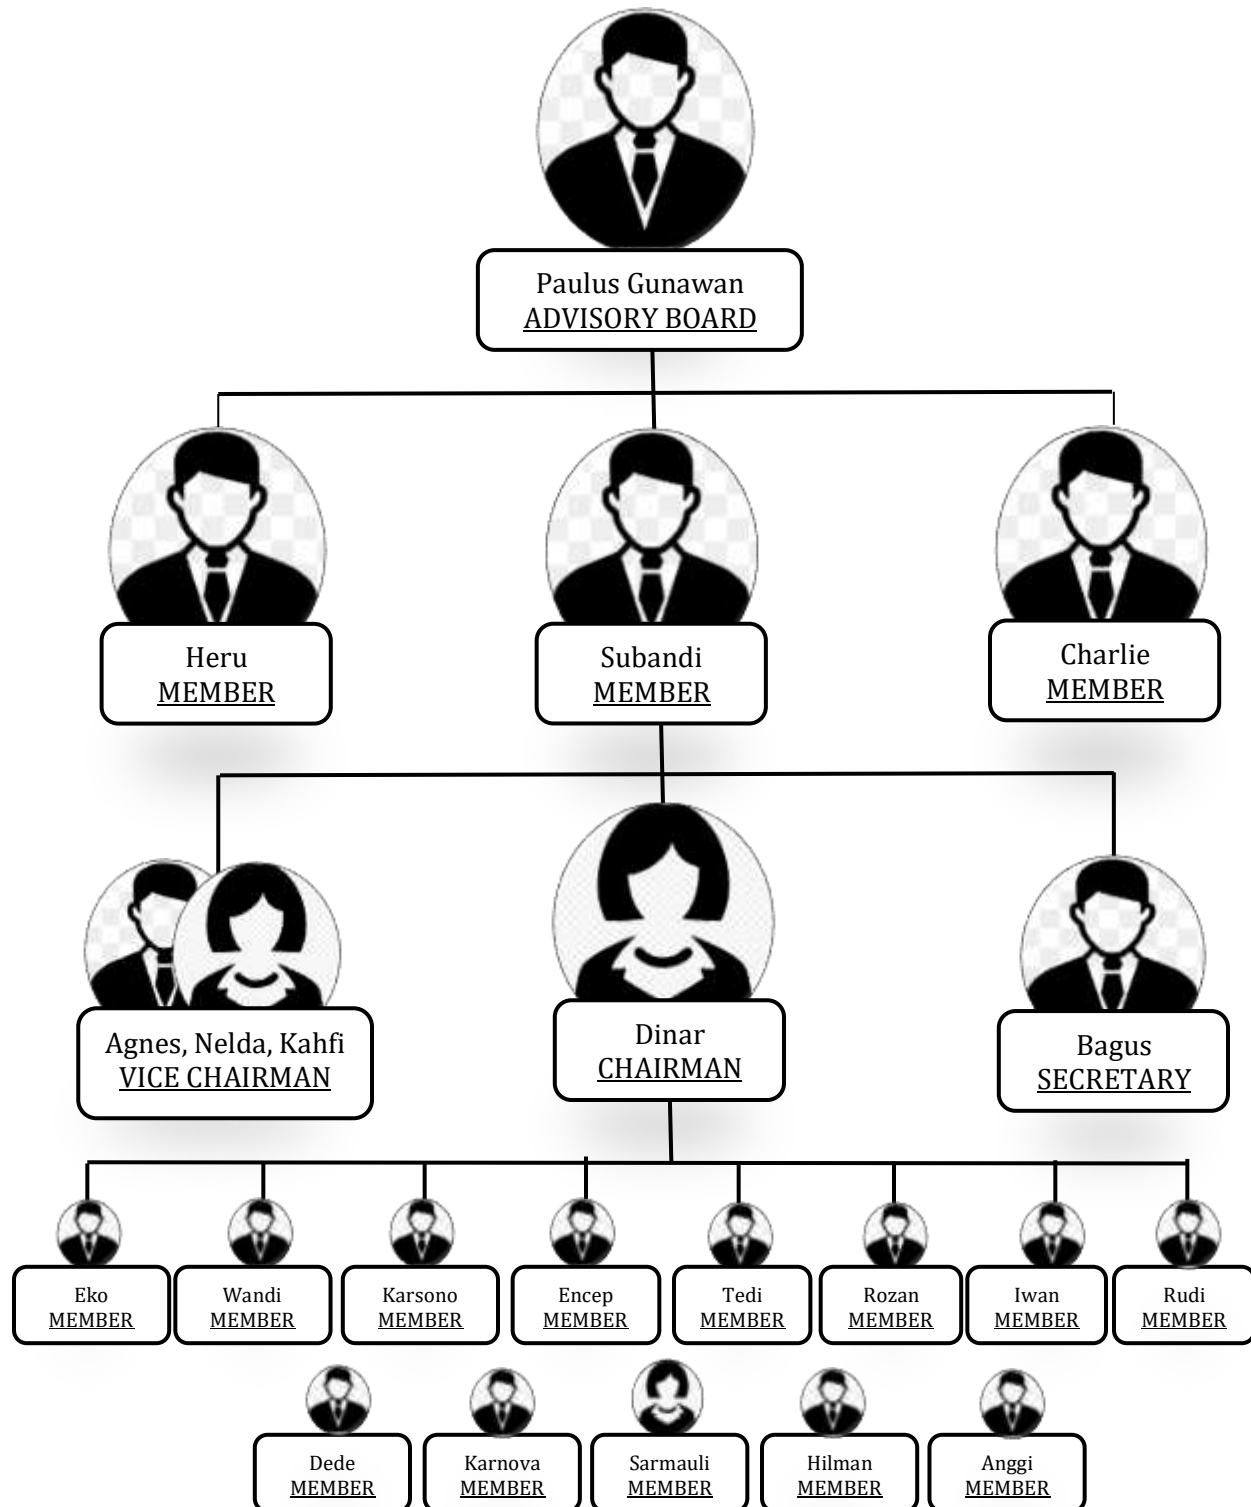 Paulus Gunawan
ADVISORY BOARD
Heru
MEMBER
Subandi
MEMBER
Charlie
MEMBER
Agnes, Nelda, Kahfi
VICE CHAIRMAN
Dinar
CHAIRMAN
Bagus
SECRETARY
Eko
MEMBER
Wandi
MEMBER
Karsono
MEMBER
Encep
MEMBER
Tedi
MEMBER
Rozan
MEMBER
Iwan
MEMBER
Rudi
MEMBER
Dede
MEMBER
Karnova
MEMBER
Sarmauli
MEMBER
Hilman
MEMBER
Anggi
MEMBER